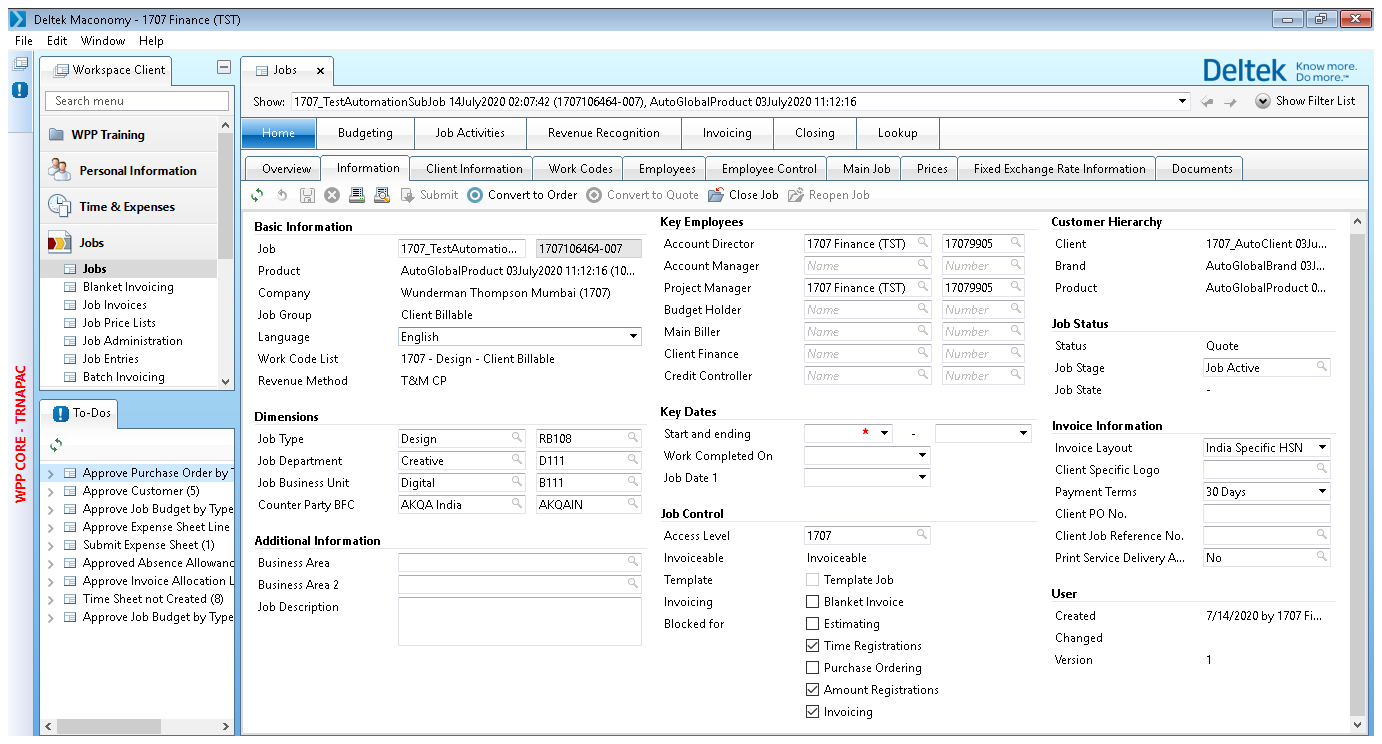 Deltek Maconomy - 1707 Finance (TST)
File Edit Window Help
Workspace Client
Search menu
WPP Training
Personal Information
Time & Expenses
Jobs
Jobs
Blanket Invoicing
Job Invoices
Job Price Lists
Job Administration
Job Entries
Batch Invoicing
WPP CORE - TRNAPAC
To-Dos
Approve Purchase Order by T
Approve Customer (5)
Approve Job Budget by Type
Approve Expense Sheet Line
Submit Expense Sheet (1)
Approved Absence Allowanc
Approve Invoice Allocation L
Time Sheet not Created (8)
Approve Job Budget by Type
Jobs
Deltek Know more. Do more.™
Show: 1707_TestAutomationSubJob 14July2020 02:07:42 (1707106464-007), AutoGlobalProduct 03July2020 11:12:16 Show Filter List
Home Budgeting Job Activities Revenue Recognition Invoicing Closing Lookup
Overview Information Client Information Work Codes Employees Employee Control Main Job Prices Fixed Exchange Rate Information Documents
Submit Convert to Order Convert to Quote Close Job Reopen Job
Basic Information
Job 1707_TestAutomatio... 1707106464-007
Product AutoGlobalProduct 03July2020 11:12:16 (10...
Company Wunderman Thompson Mumbai (1707)
Job Group Client Billable
Language English
Work Code List 1707 - Design - Client Billable
Revenue Method T&M CP
Dimensions
Job Type Design RB108
Job Department Creative D111
Job Business Unit Digital B111
Counter Party BFC AKQA India AKQAIN
Additional Information
Business Area
Business Area 2
Job Description
Key Employees
Account Director 1707 Finance (TST) 17079905
Account Manager Name Number
Project Manager 1707 Finance (TST) 17079905
Budget Holder Name Number
Main Biller Name Number
Client Finance Name Number
Credit Controller Name Number
Key Dates
Start and ending * -
Work Completed On
Job Date 1
Job Control
Access Level 1707
Invoiceable Invoiceable
Template Template Job
Invoicing Blanket Invoice
Blocked for Estimating
Time Registrations
Purchase Ordering
Amount Registrations
Invoicing
Customer Hierarchy
Client 1707_AutoClient 03Ju...
Brand AutoGlobalBrand 03J...
Product AutoGlobalProduct 0...
Job Status
Status Quote
Job Stage Job Active
Job State -
Invoice Information
Invoice Layout India Specific HSN
Client Specific Logo
Payment Terms 30 Days
Client PO No.
Client Job Reference No.
Print Service Delivery A... No
User
Created 7/14/2020 by 1707 Fi...
Changed
Version 1